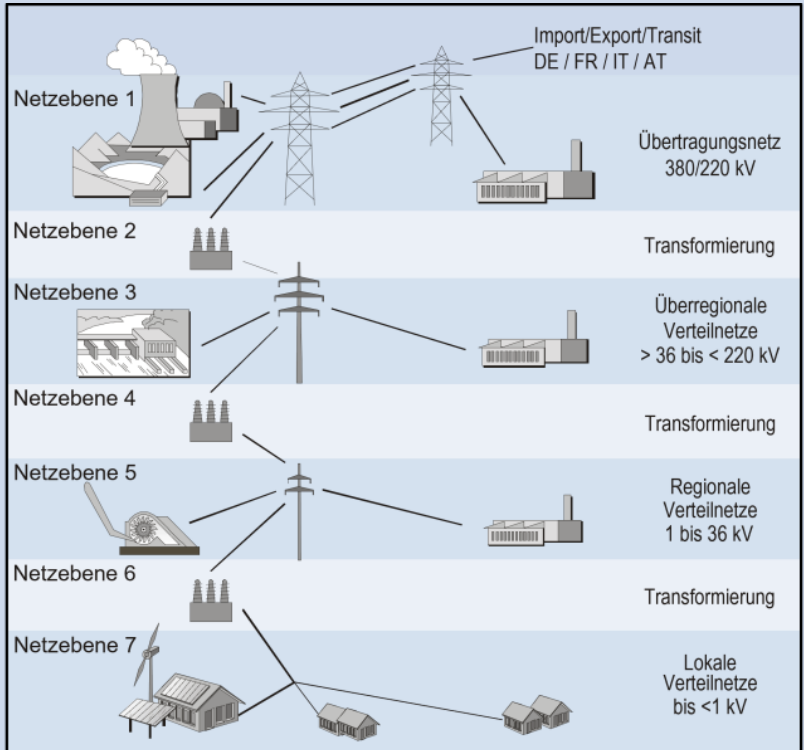 Import/Export/Transit
DE / FR / IT / AT
Netzebene 1
Übertragungsnetz
380/220 kV
Netzebene 2
Transformierung
Netzebene 3
Überregionale
Verteilnetze
> 36 bis < 220 kV
Netzebene 4
Transformierung
Netzebene 5
Regionale
Verteilnetze
1 bis 36 kV
Netzebene 6
Transformierung
Netzebene 7
Lokale
Verteilnetze
bis <1 kV